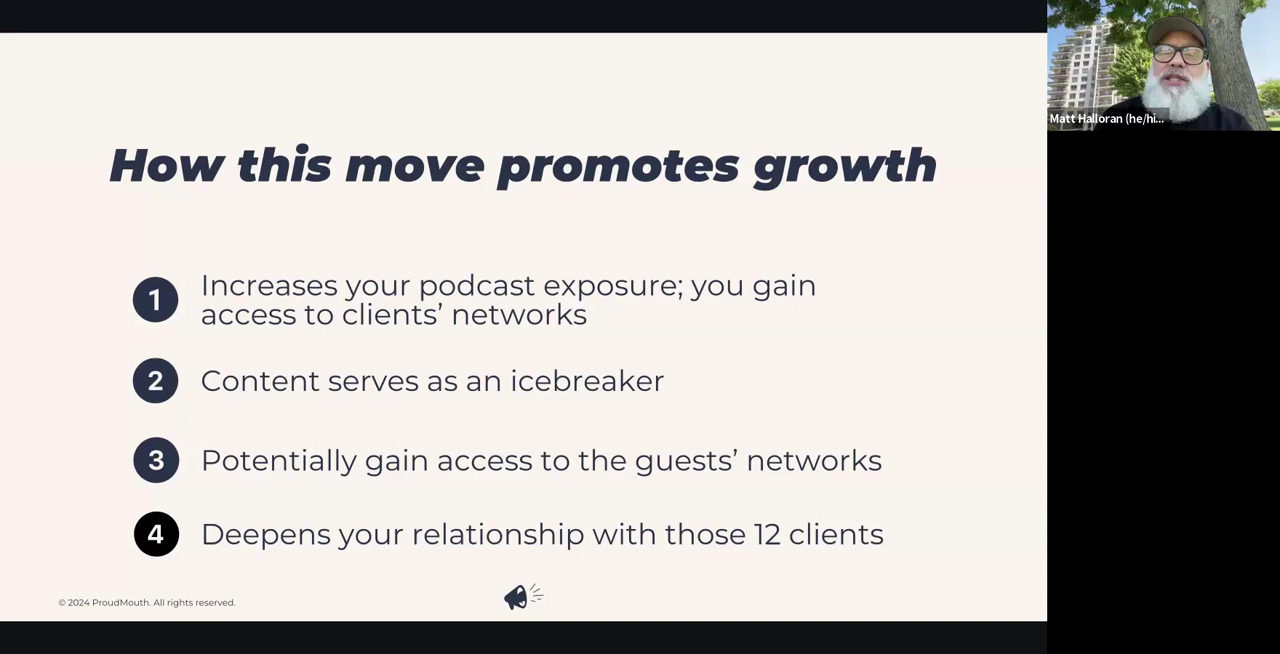 How this move promotes growth
1
Increases your podcast exposure; you gain
access to clients’ networks
2
Content serves as an icebreaker
3
Potentially gain access to the guests’ networks
4
Deepens your relationship with those 12 clients
© 2024 ProudMouth. All rights reserved.
Matt Halloran (he/hi...